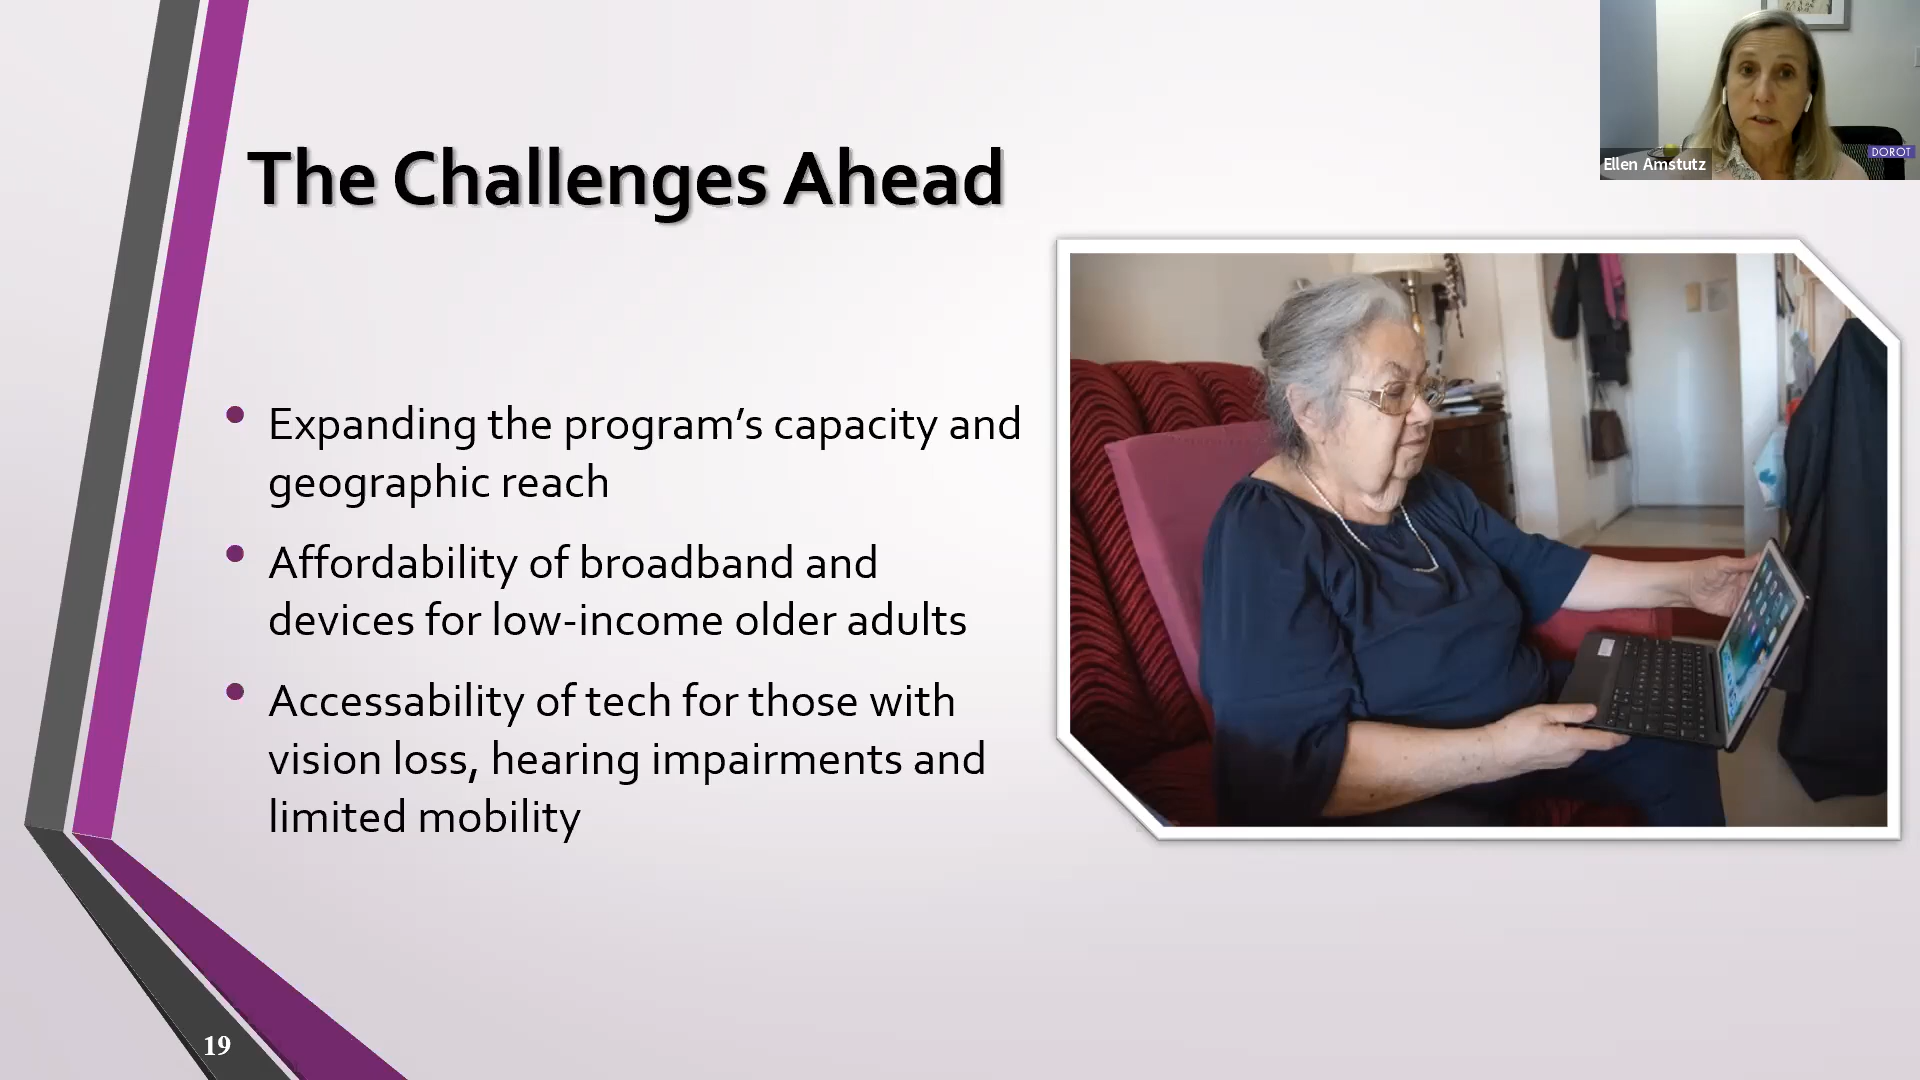 The Challenges Ahead
• Expanding the program’s capacity and
geographic reach
• Affordability of broadband and
devices for low-income older adults
• Accessability of tech for those with
vision loss, hearing impairments and
limited mobility
19
Ellen Amstutz
DOROT